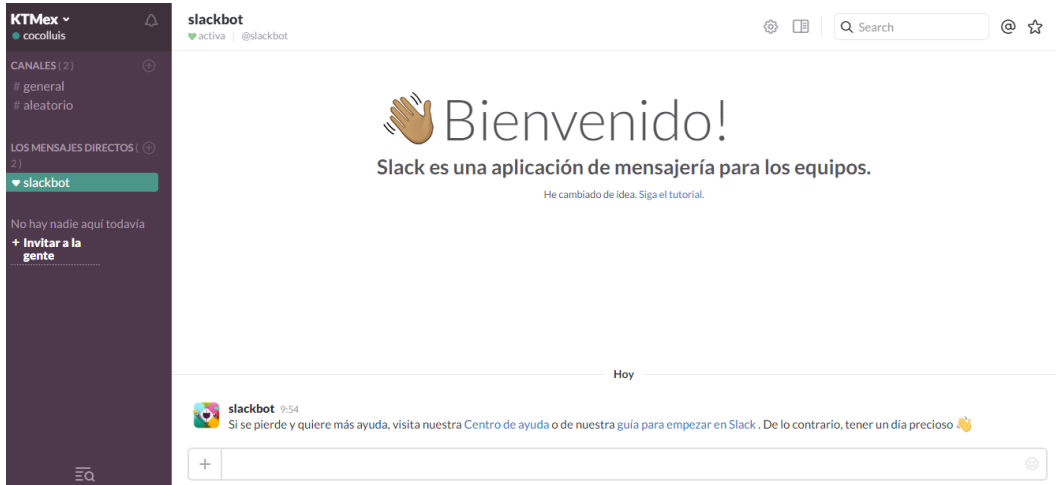 KTMex
cocolluis
CANALES (2)
# general
# aleatorio
LOS MENSAJES DIRECTOS (
2)
slackbot
No hay nadie aquí todavía
+ Invitar a la
gente
slackbot
activa | @slackbot
Search
Bienvenido!
Slack es una aplicación de mensajería para los equipos.
He cambiado de idea. Siga el tutorial.
Hoy
slackbot 9:54
Si se pierde y quiere más ayuda, visita nuestra Centro de ayuda o de nuestra guía para empezar en Slack . De lo contrario, tener un día precioso